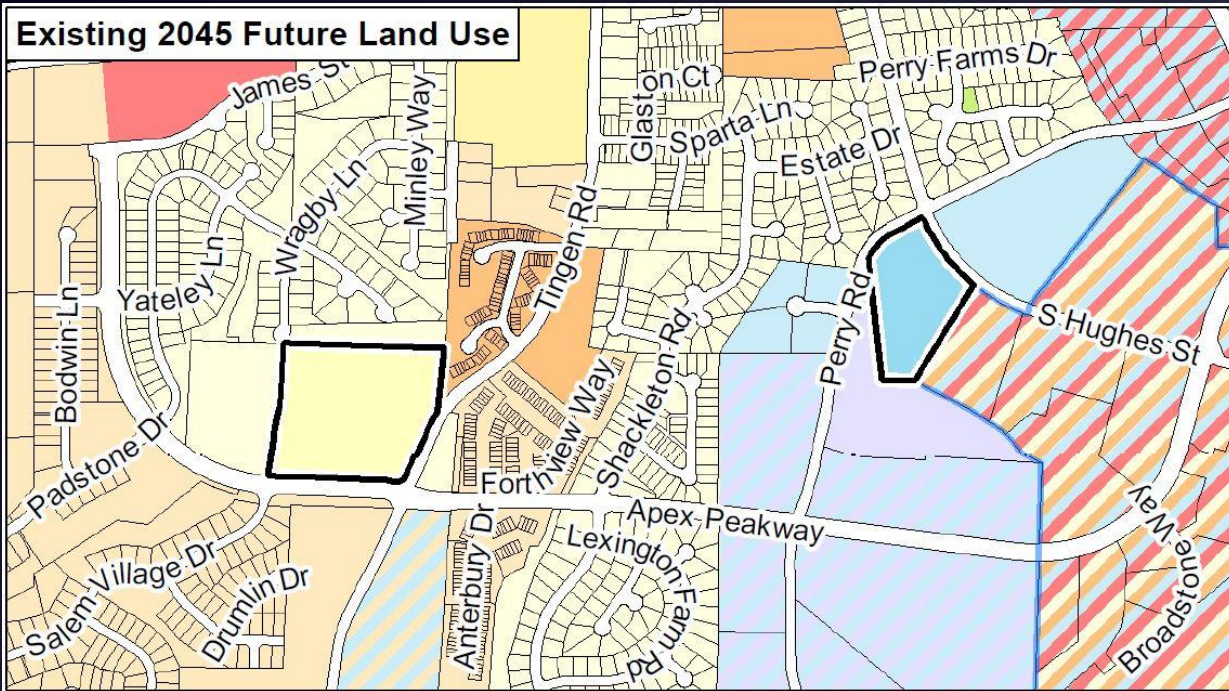 Existing 2045 Future Land Use
James St
Minley Way
Glaston Ct
Perry Farms Dr
Sparta Ln
Estate Dr
Wragby Ln
Tingen Rd
Yateley Ln
Bodwin Ln
Perry Rd
S Hughes St
Shackleton Rd
Padstone Dr
Forthview Way
Apex Peakway
Salem Village Dr
Drumlin Dr
Anterbury Dr
Lexington Farm Rd
Broadstone Way